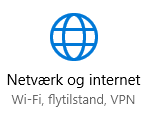 Netværk og internet
Wi-Fi, flytilstand, VPN